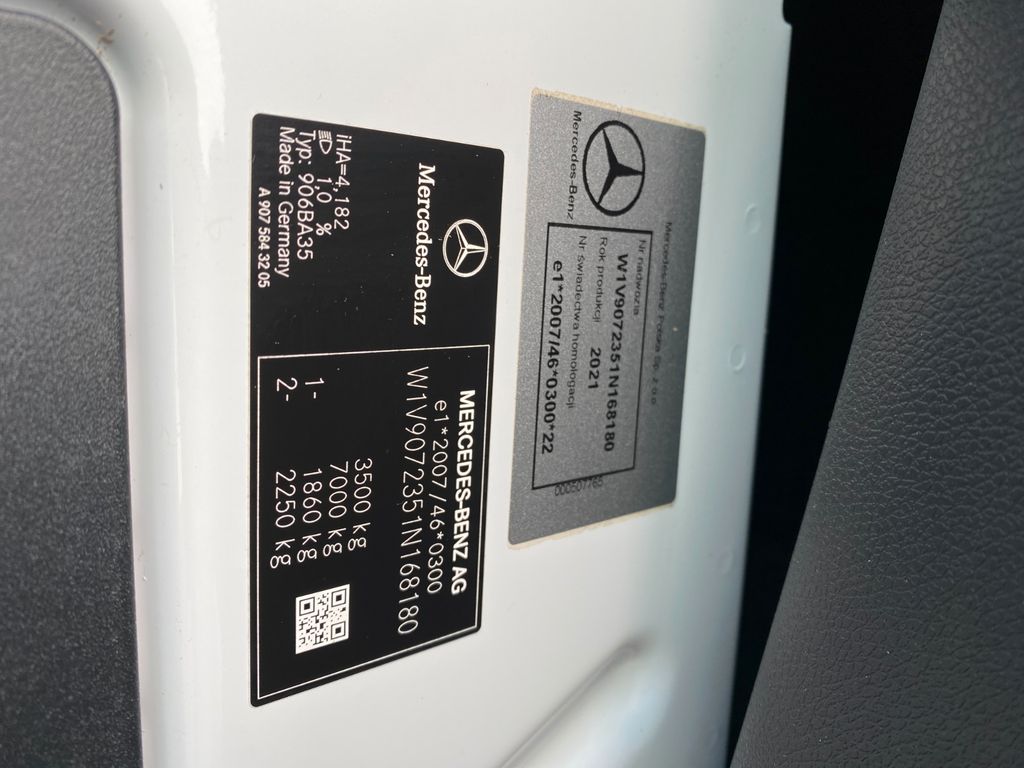 Mercedes-Benz Polska Sp. z o.o.
Mercedes-Benz
Nr nadwozia
W1V9072351N168180
Rok produkcji 2021
Nr świadectwa homologacji
e1*2007/46*0300*22
000507765
Mercedes-Benz
MERCEDES-BENZ AG
e1*2007/46*0300
W1V9072351N168180
3500 kg
7000 kg
1- 1860 kg
2- 2250 kg
iHA=4,182
1,0 %
Typ: 906BA35
Made in Germany
A 907 584 32 05